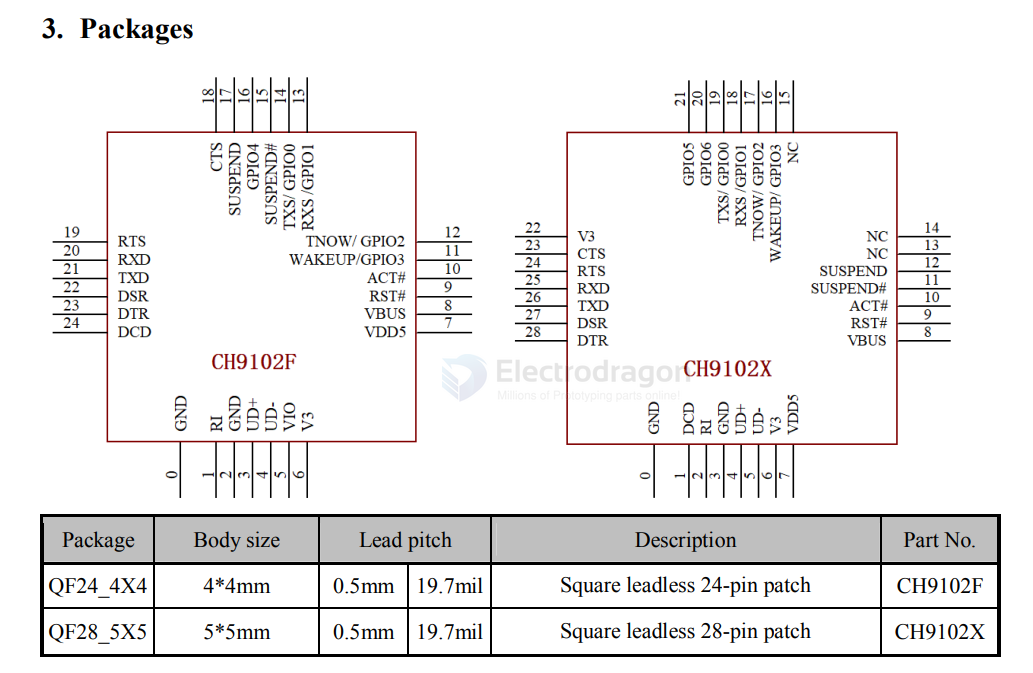 3. Packages
18 17 16 15 14 13
CTS
SUSPEND
GPIO4
SUSPEND#
TXS/ GPIO0
RXS /GPIO1
19 RTS
20 RXD
21 TXD
22 DSR
23 DTR
24 DCD
TNOW/ GPIO2 12
WAKEUP/GPIO3 11
ACT# 10
RST# 9
VBUS 8
VDD5 7
CH9102F
GND
RI
GND
UD+
UD-
VIO
V3
0 1 2 3 4 5 6
21 20 19 18 17 16 15
GPIO5
GPIO6
TXS/ GPIO0
RXS /GPIO1
TNOW/ GPIO2
WAKEUP/ GPIO3
NC
22 V3
23 CTS
24 RTS
25 RXD
26 TXD
27 DSR
28 DTR
NC 14
NC 13
SUSPEND 12
SUSPEND# 11
ACT# 10
RST# 9
VBUS 8
CH9102X
GND
DCD
RI
GND
UD+
UD-
V3
VDD5
0 1 2 3 4 5 6 7
Electrodragon
Millions of Prototyping parts online!
Package Body size Lead pitch Description Part No.
QF24_4X4 4*4mm 0.5mm 19.7mil Square leadless 24-pin patch CH9102F
QF28_5X5 5*5mm 0.5mm 19.7mil Square leadless 28-pin patch CH9102X